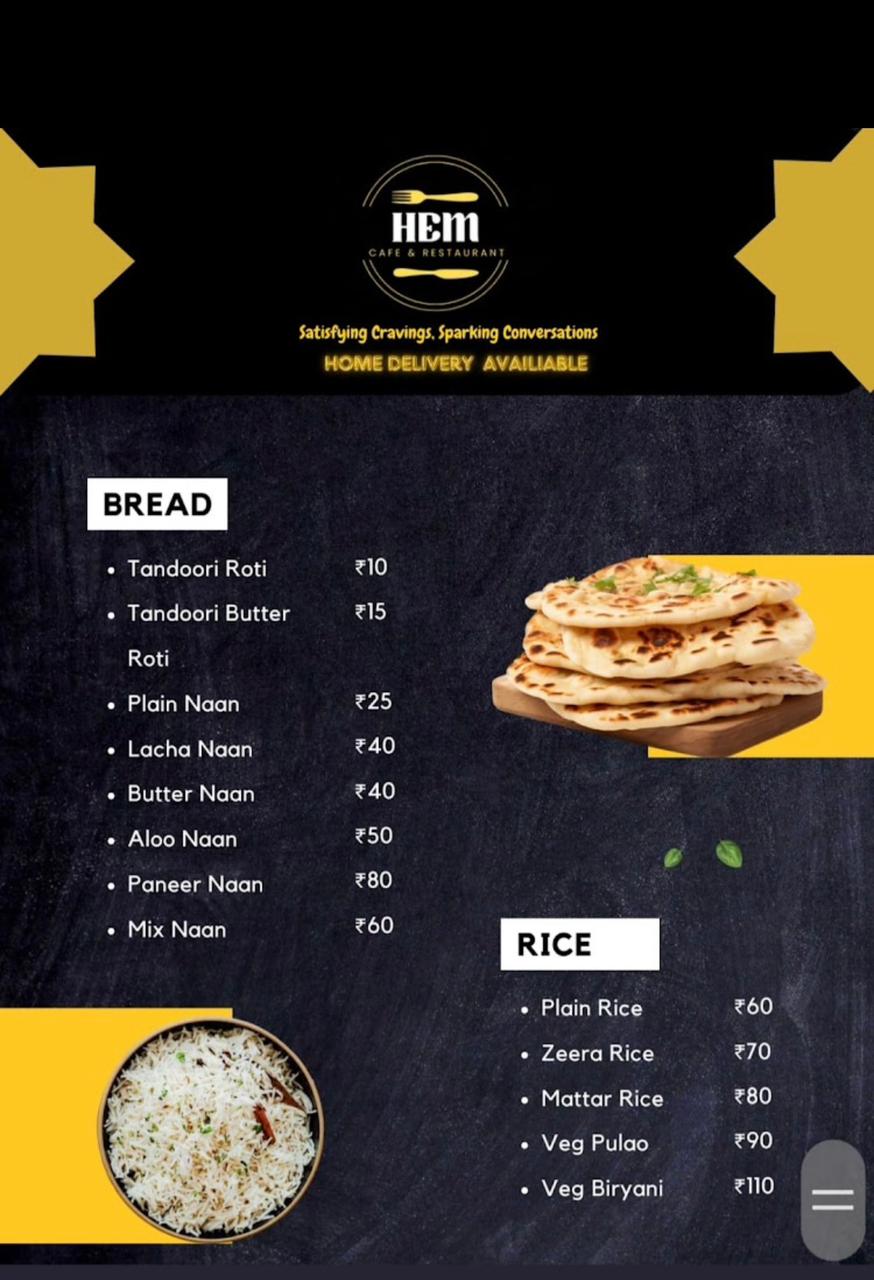 HEM
CAFE & RESTAURANT
Satisfying Cravings, Sparking Conversations
HOME DELIVERY AVAILIABLE
BREAD
• Tandoori Roti ₹10
• Tandoori Butter ₹15
Roti
• Plain Naan ₹25
• Lacha Naan ₹40
• Butter Naan ₹40
• Aloo Naan ₹50
• Paneer Naan ₹80
• Mix Naan ₹60
RICE
• Plain Rice ₹60
• Zeera Rice ₹70
• Mattar Rice ₹80
• Veg Pulao ₹90
• Veg Biryani ₹110